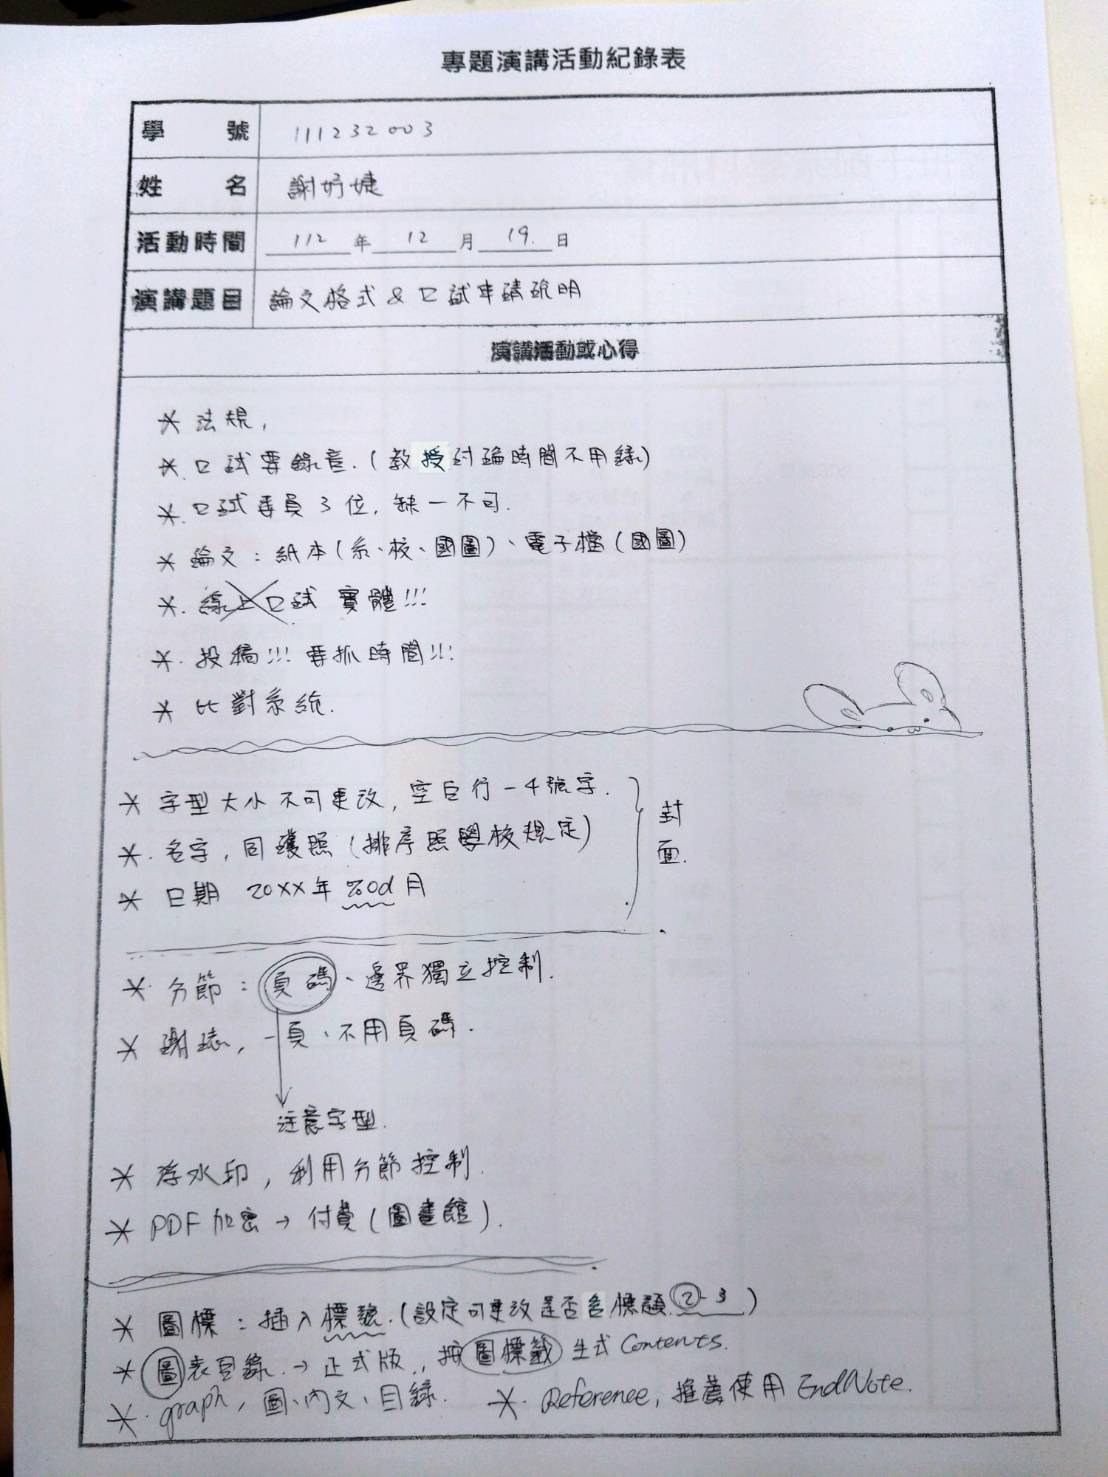 專題演講活動紀錄表
學 號 111232003
姓 名 謝妤婕
活動時間 112 年 12 月 19 日
演講題目 論文格式 & 口試申請說明
演講活動或心得
* 法規,
* 口試要錄音.(教授討論時間不用錄)
* 口試委員 3 位, 缺一不可.
* 論文:紙本(系、校、國圖)、電子檔(國圖)
* 線上口試 實體!!!
* 投稿!!! 要抓時間!!!
* 比對系統.
* 字型大小不可更改, 空白行-4號字.
* 名字, 同護照 (排序照學校規定)
* 日期 20XX年 月
封面.
* 分節:頁碼、邊界獨立控制.
* 謝誌, 一頁、不用頁碼.
注意字型.
* 浮水印, 利用分節控制.
* PDF加密→付費(圖書館).
* 圖標:插入標號.(設定可更改是否含標題 2-3)
* 圖表目錄.→正式版, 按圖標籤生式 Contents.
* graph, 圖、內文、目錄. * Reference, 推薦使用 EndNote.